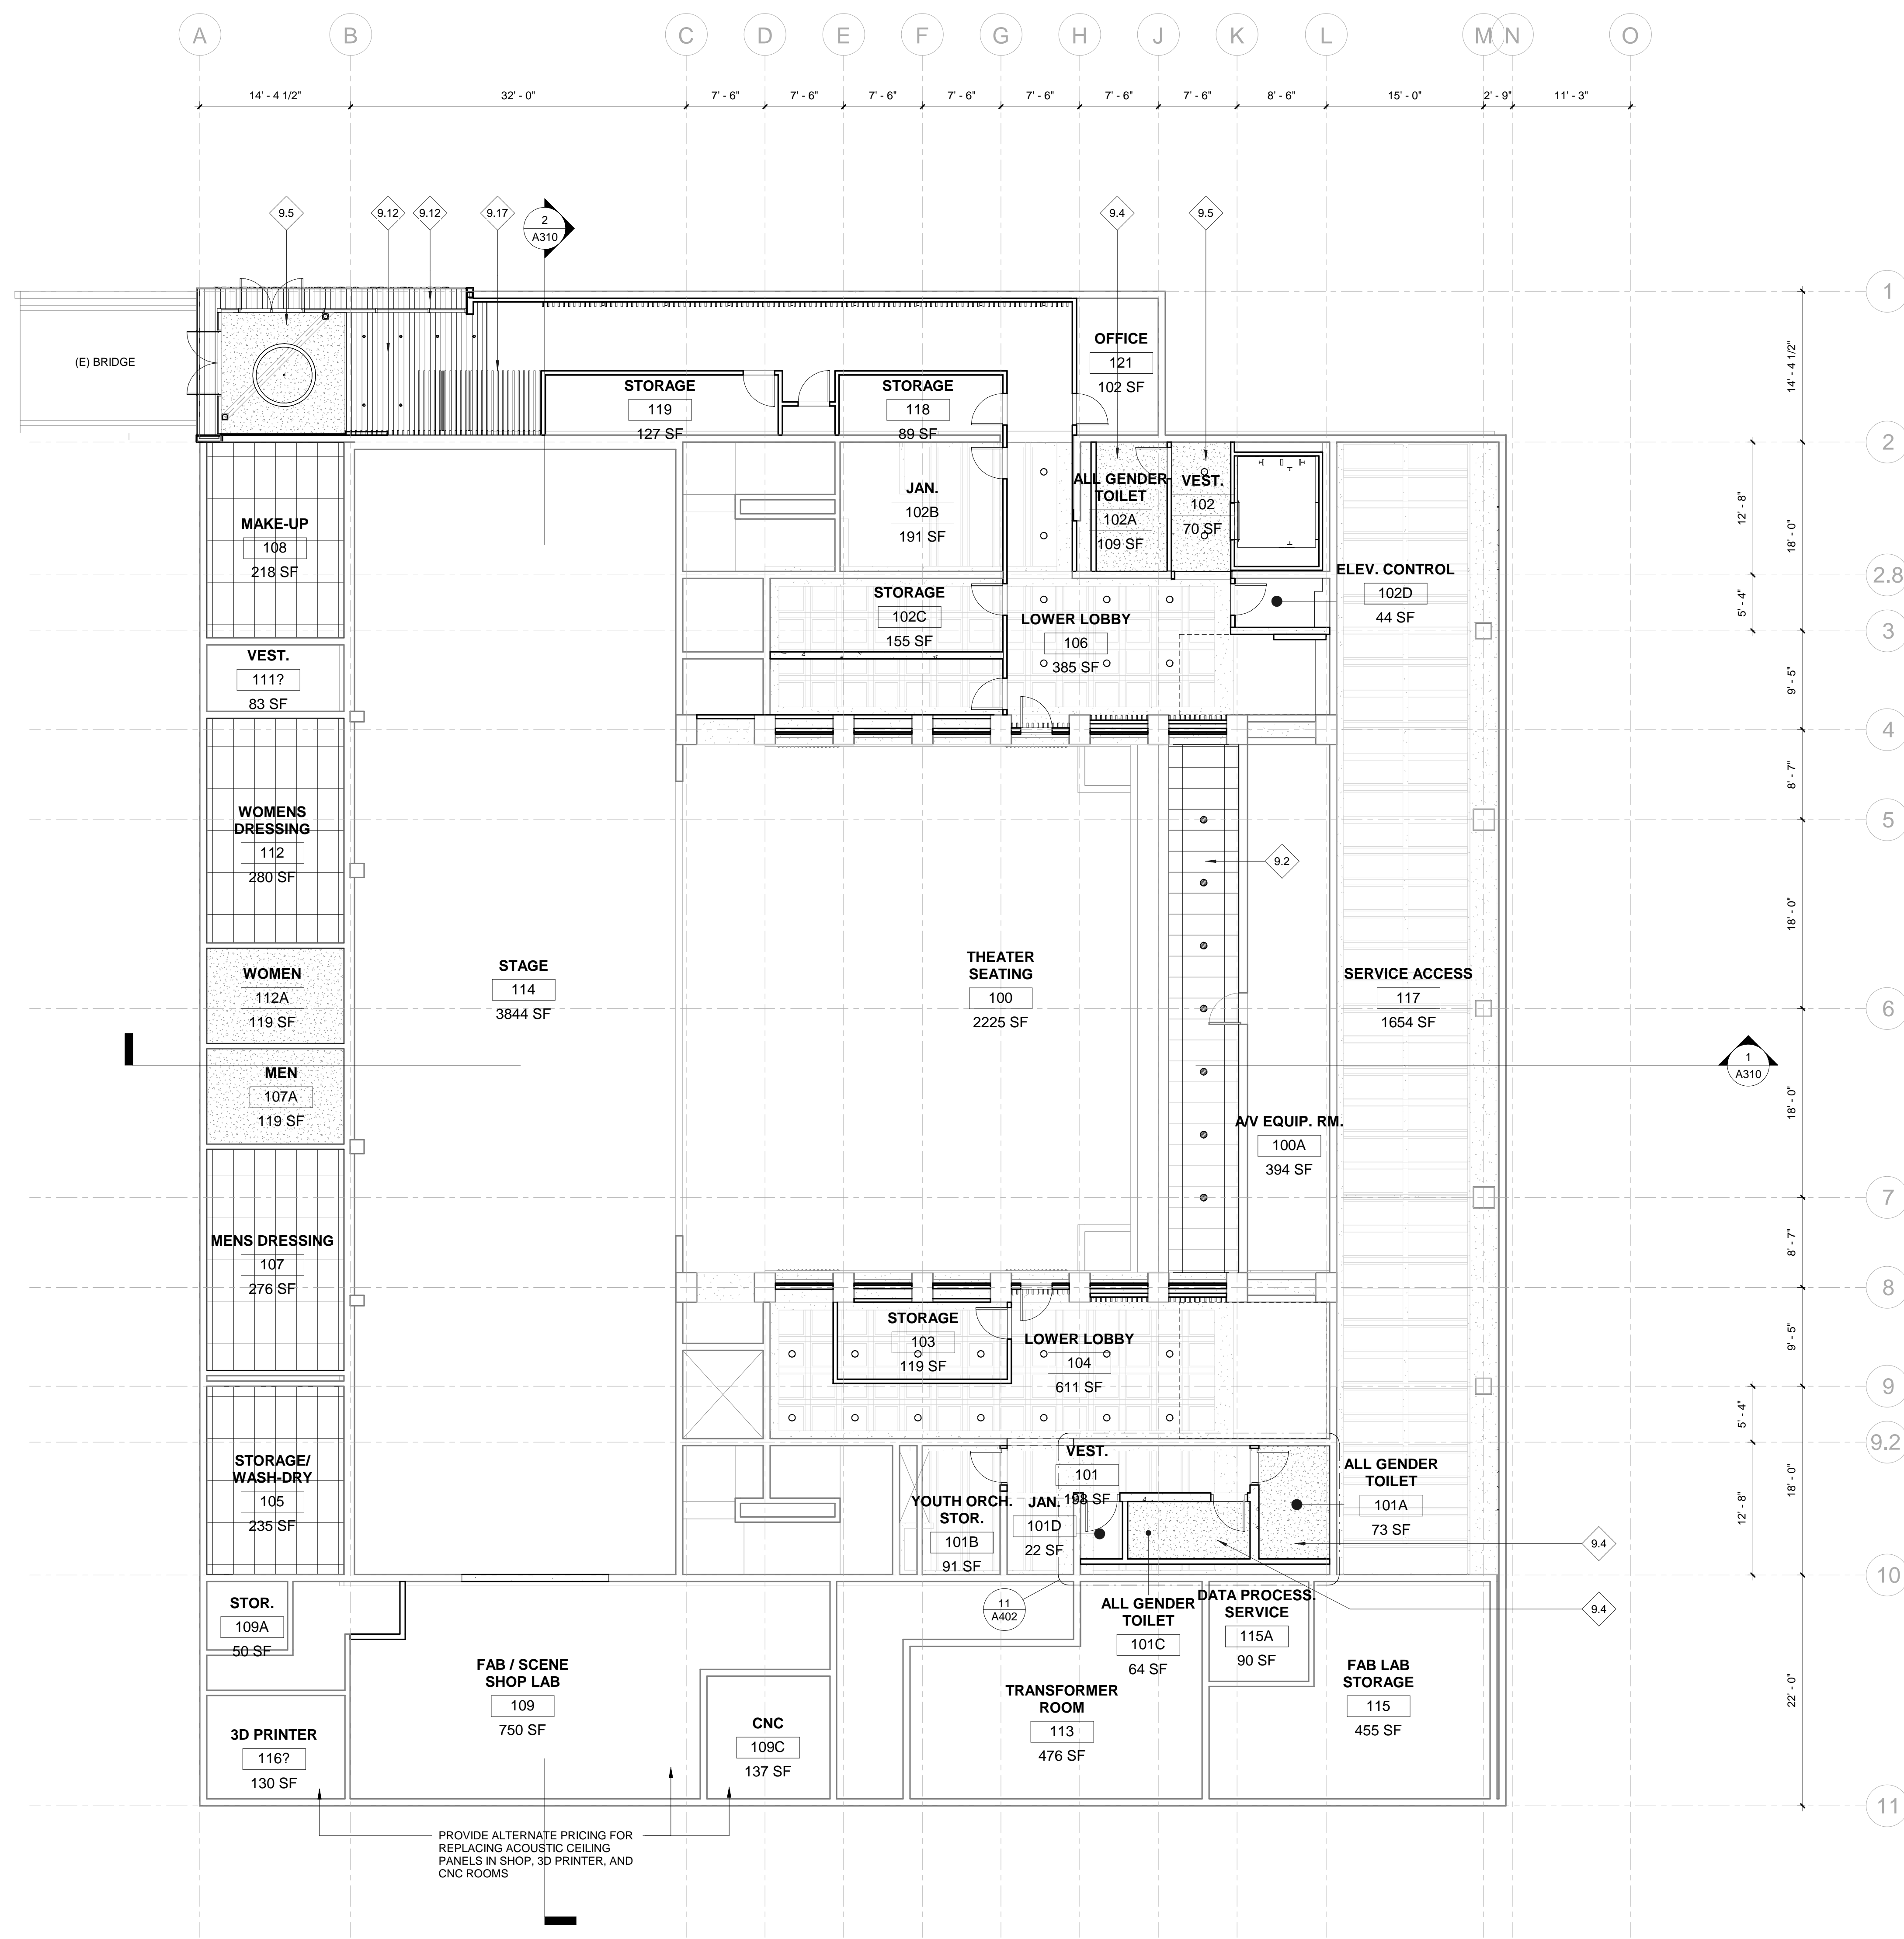 A
B
C
D
E
F
G
H
J
K
L
M
N
O
14' - 4 1/2"
32' - 0"
7' - 6"
7' - 6"
7' - 6"
7' - 6"
7' - 6"
7' - 6"
7' - 6"
8' - 6"
15' - 0"
2' - 9"
11' - 3"
9.5
9.12
9.12
9.17
2
A310
9.4
9.5
1
(E) BRIDGE
OFFICE
121
102 SF
14' - 4 1/2"
STORAGE
119
127 SF
STORAGE
118
89 SF
2
MAKE-UP
108
218 SF
JAN.
102B
191 SF
ALL GENDER
TOILET
102A
109 SF
VEST.
102
70 SF
12' - 8"
18' - 0"
ELEV. CONTROL
102D
44 SF
2.8
STORAGE
102C
155 SF
LOWER LOBBY
106
385 SF
5' - 4"
3
VEST.
111?
83 SF
9' - 5"
4
WOMENS
DRESSING
112
280 SF
8' - 7"
5
9.2
18' - 0"
WOMEN
112A
119 SF
STAGE
114
3844 SF
THEATER
SEATING
100
2225 SF
SERVICE ACCESS
117
1654 SF
6
MEN
107A
119 SF
1
A310
18' - 0"
A/V EQUIP. RM.
100A
394 SF
7
MENS DRESSING
107
276 SF
8' - 7"
8
STORAGE
103
119 SF
LOWER LOBBY
104
611 SF
9' - 5"
9
5' - 4"
9.2
STORAGE/
WASH-DRY
105
235 SF
VEST.
101
198 SF
ALL GENDER
TOILET
101A
73 SF
YOUTH ORCH.
STOR.
101B
91 SF
JAN.
101D
22 SF
12' - 8"
18' - 0"
9.4
10
STOR.
109A
50 SF
11
A402
ALL GENDER
TOILET
101C
64 SF
DATA PROCESS.
SERVICE
115A
90 SF
9.4
FAB / SCENE
SHOP LAB
109
750 SF
TRANSFORMER
ROOM
113
476 SF
FAB LAB
STORAGE
115
455 SF
22' - 0"
3D PRINTER
116?
130 SF
CNC
109C
137 SF
11
PROVIDE ALTERNATE PRICING FOR
REPLACING ACOUSTIC CEILING
PANELS IN SHOP, 3D PRINTER, AND
CNC ROOMS